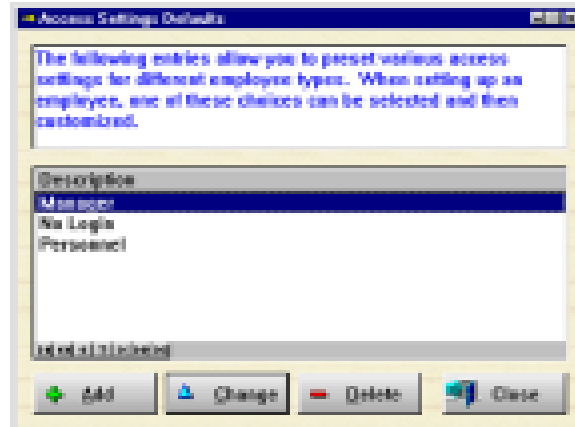 Access Settings Defaults
The following entries allow you to preset various access
settings for different employee types. When setting up an
employee, one of these choices can be selected and then
customized.
Description
Manager
No Login
Personnel
Add
Change
Delete
Close